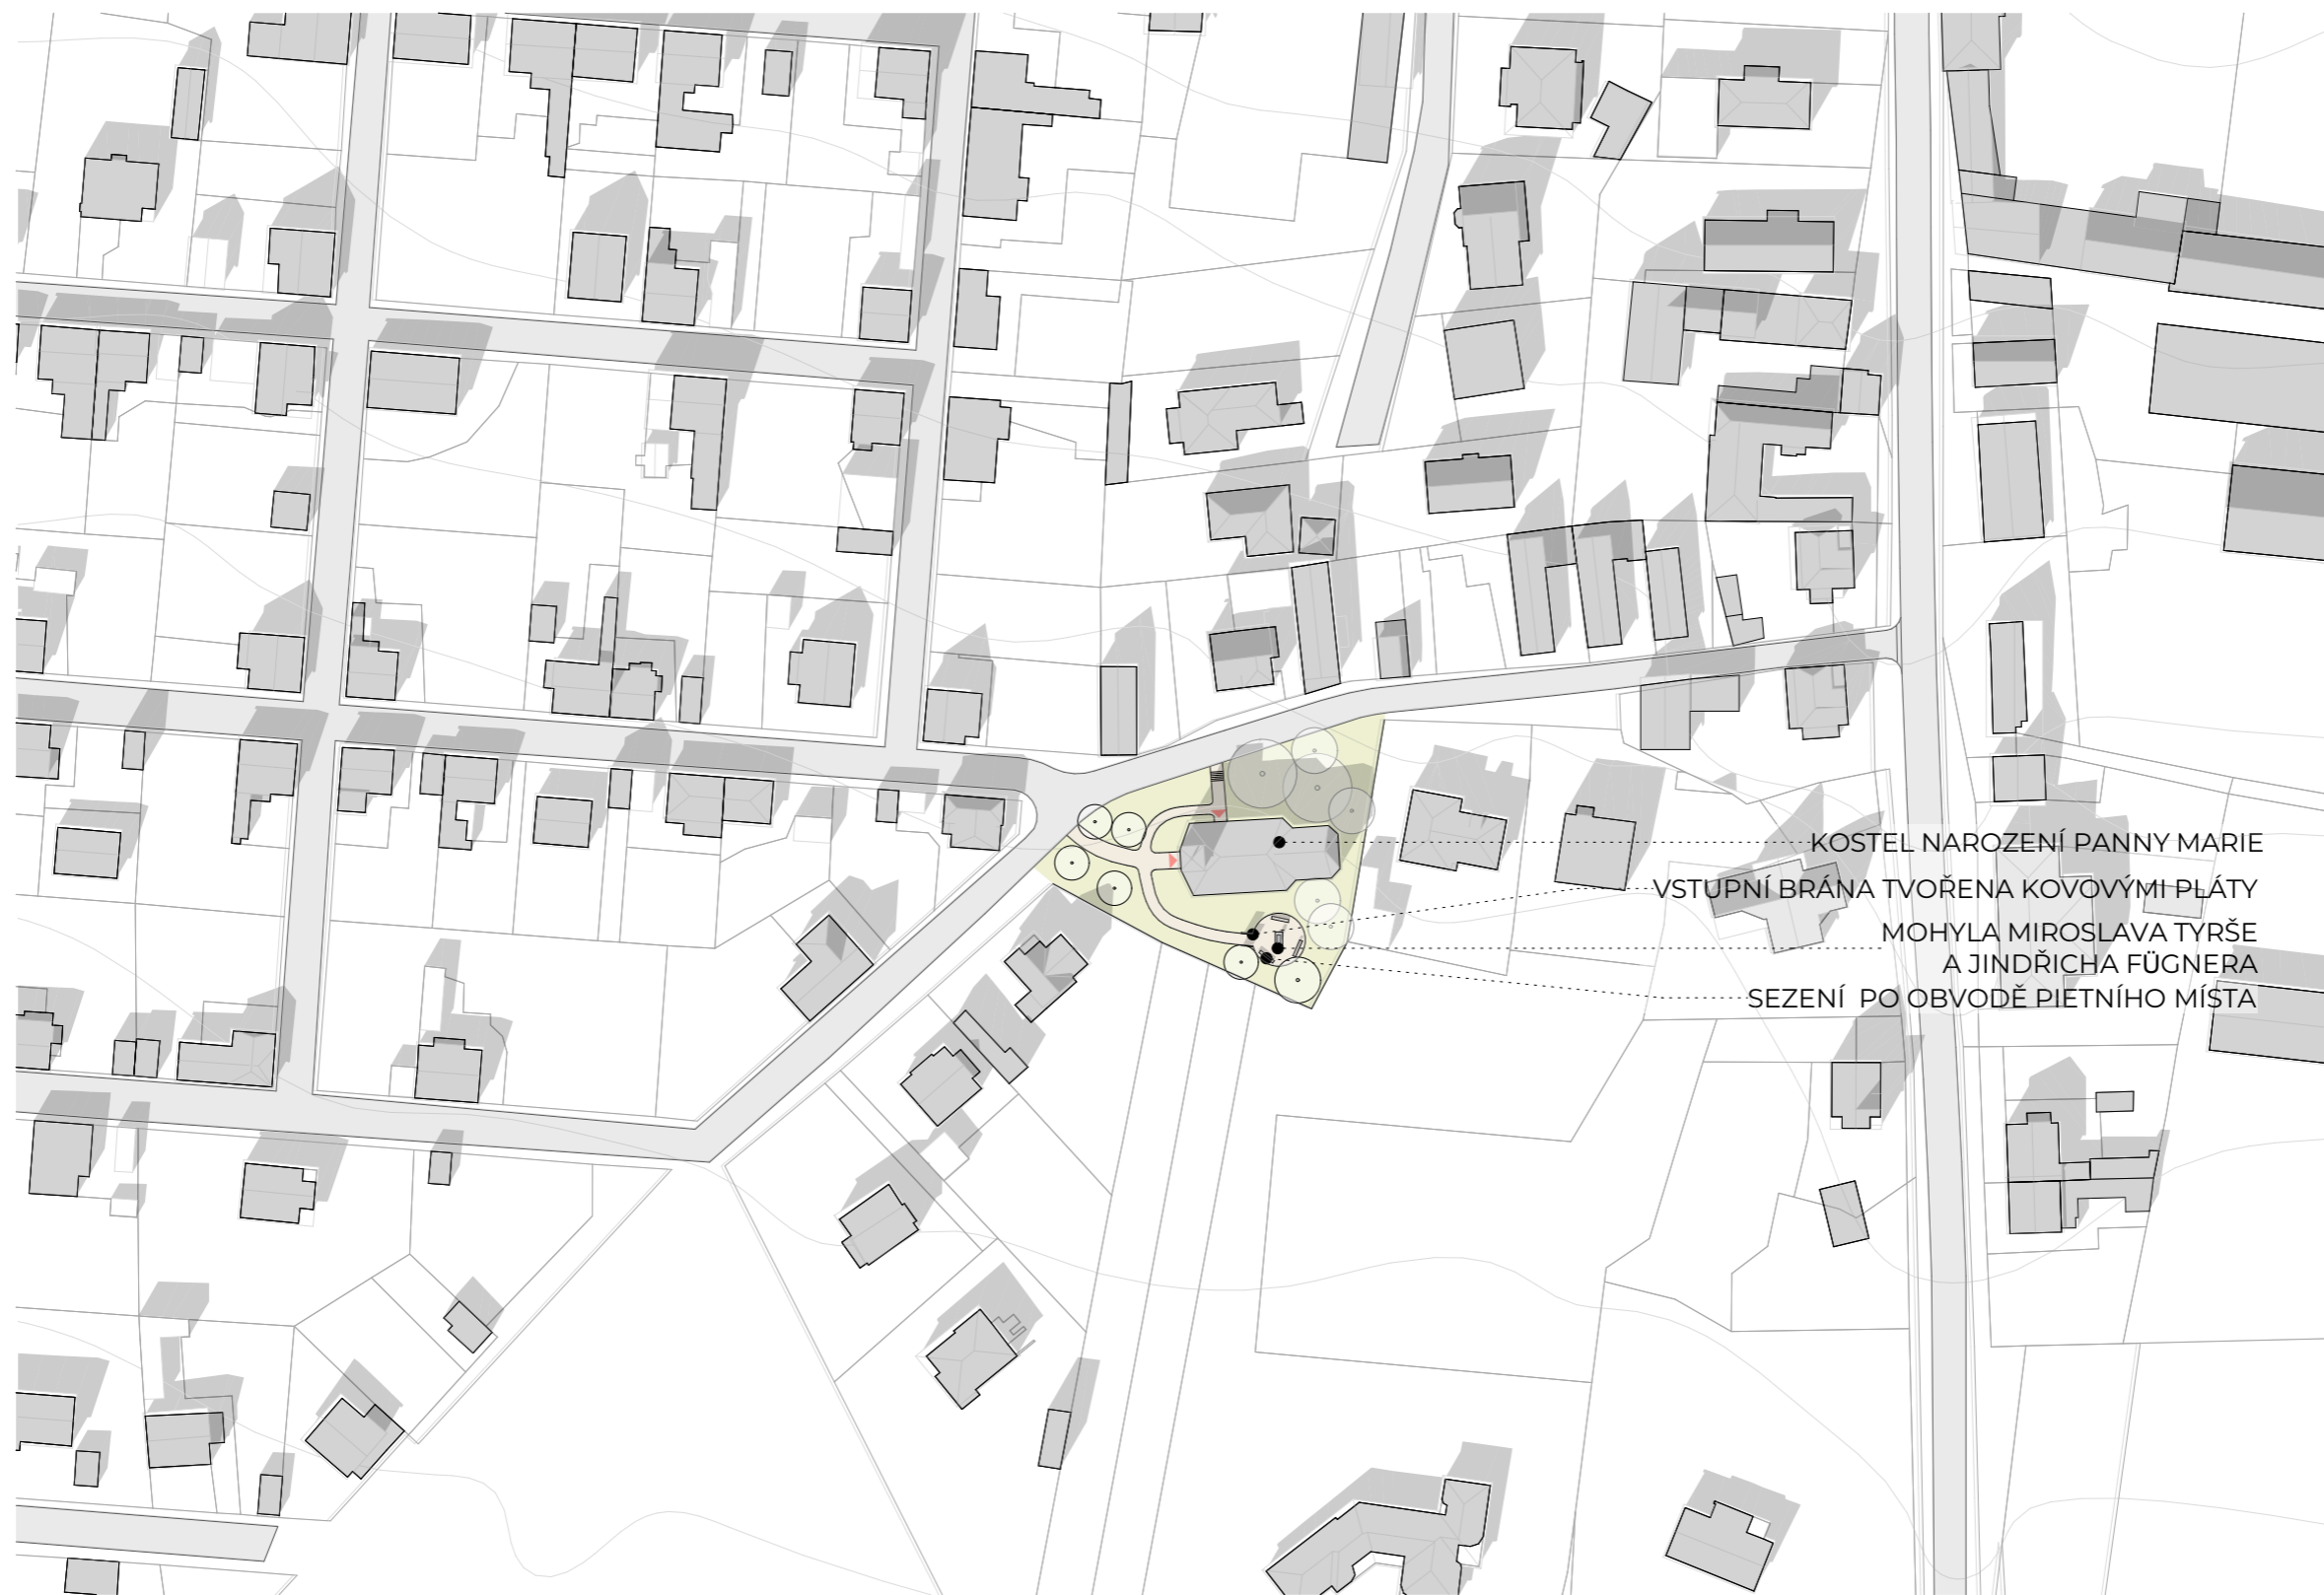 KOSTEL NAROZENÍ PANNY MARIE
VSTUPNÍ BRÁNA TVOŘENA KOVOVÝMI PLÁTY
MOHYLA MIROSLAVA TYRŠE
A JINDŘICHA FÜGNERA
SEZENÍ PO OBVODĚ PIETNÍHO MÍSTA